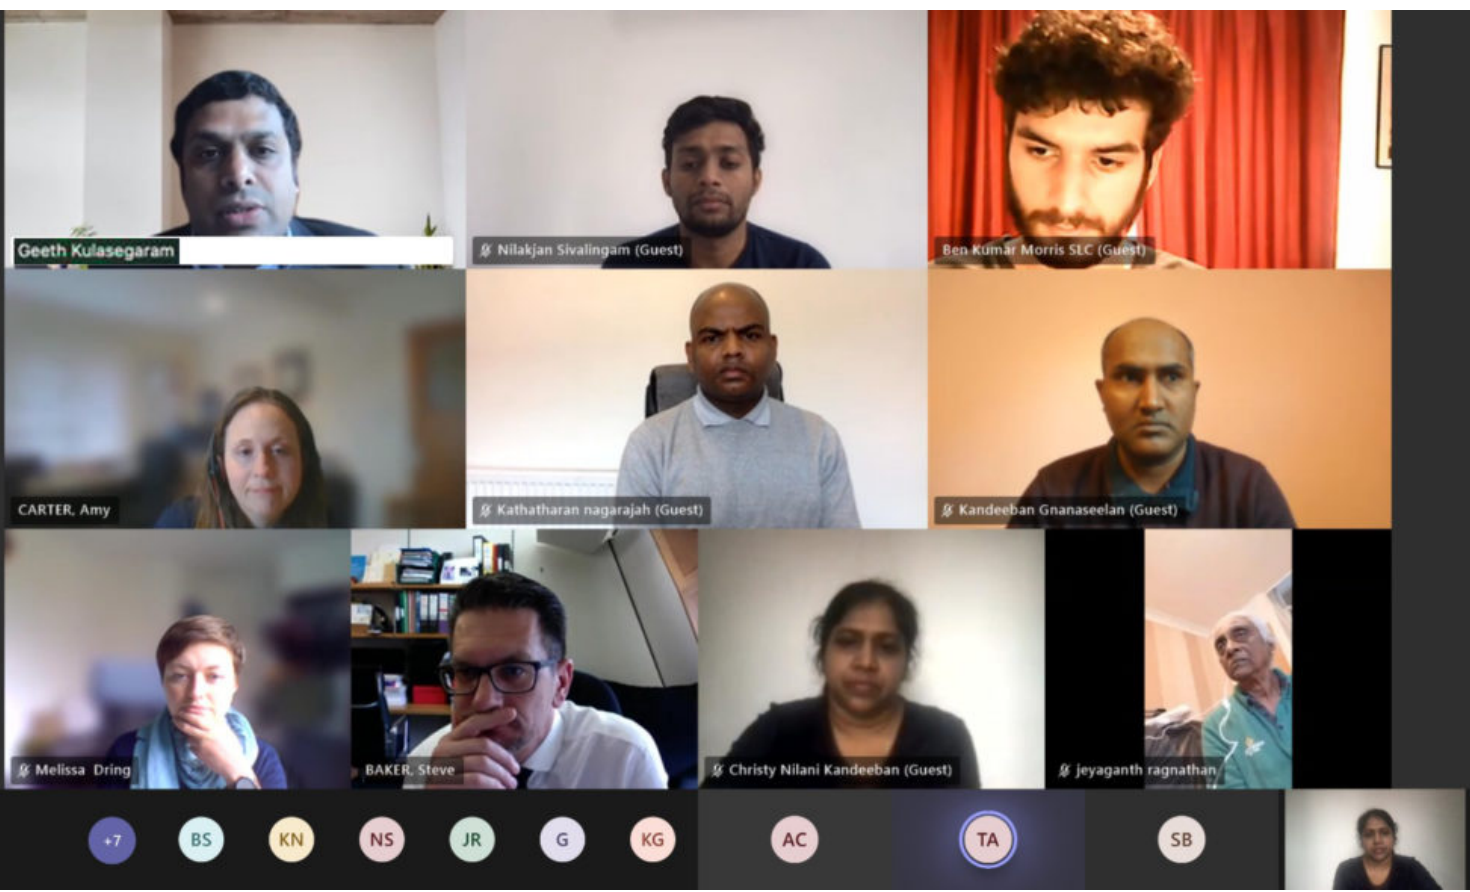 Geeth Kulasegaram
Nilakjan Sivalingam (Guest)
Ben Kumar Morris SLC (Guest)
CARTER, Amy
Kathatharan nagarajah (Guest)
Kandeeban Gnanaseelan (Guest)
Melissa Dring
BAKER, Steve
Christy Nilani Kandeeban (Guest)
jeyaganth ragnathan
+7
BS
KN
NS
JR
G
KG
AC
TA
SB